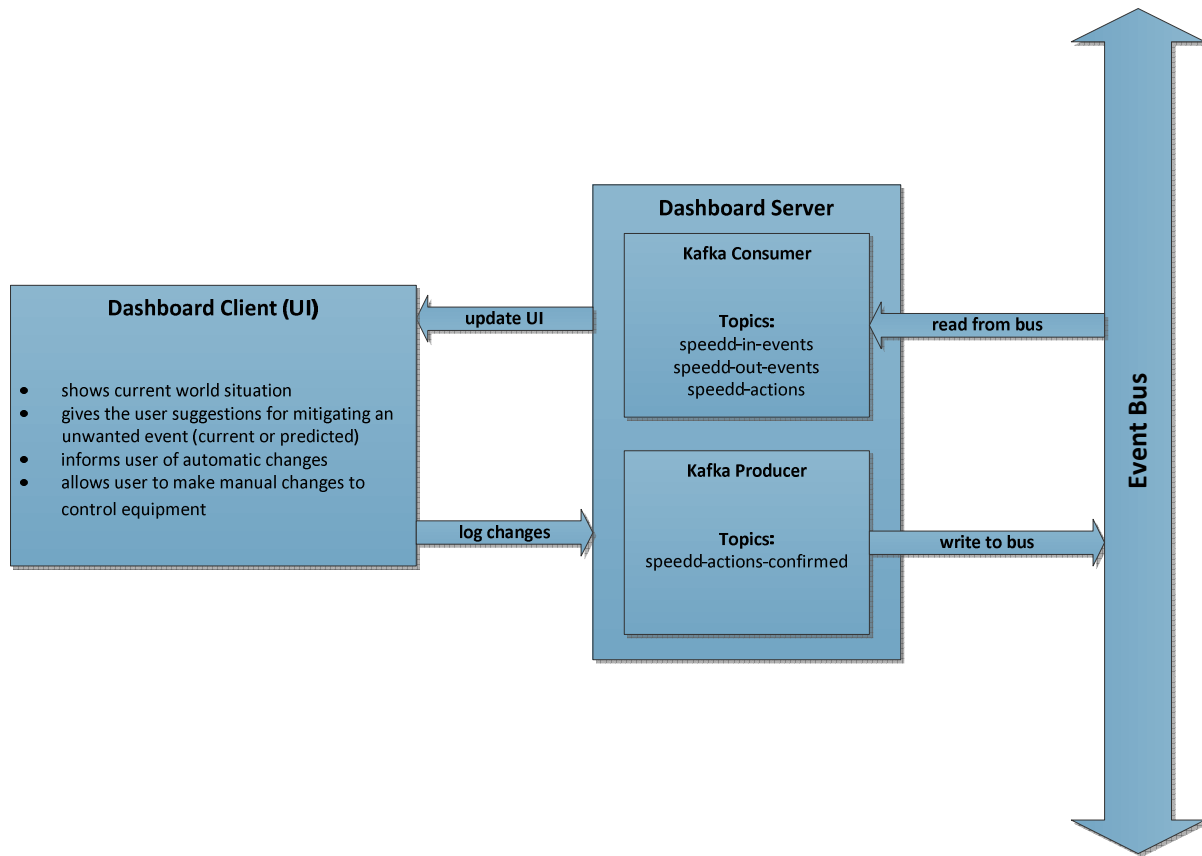 Dashboard Client (UI)
• shows current world situation
• gives the user suggestions for mitigating an
unwanted event (current or predicted)
• informs user of automatic changes
• allows user to make manual changes to
control equipment
update UI
log changes
Dashboard Server
Kafka Consumer
Topics:
speedd-in-events
speedd-out-events
speedd-actions
Kafka Producer
Topics:
speedd-actions-confirmed
read from bus
write to bus
Event Bus